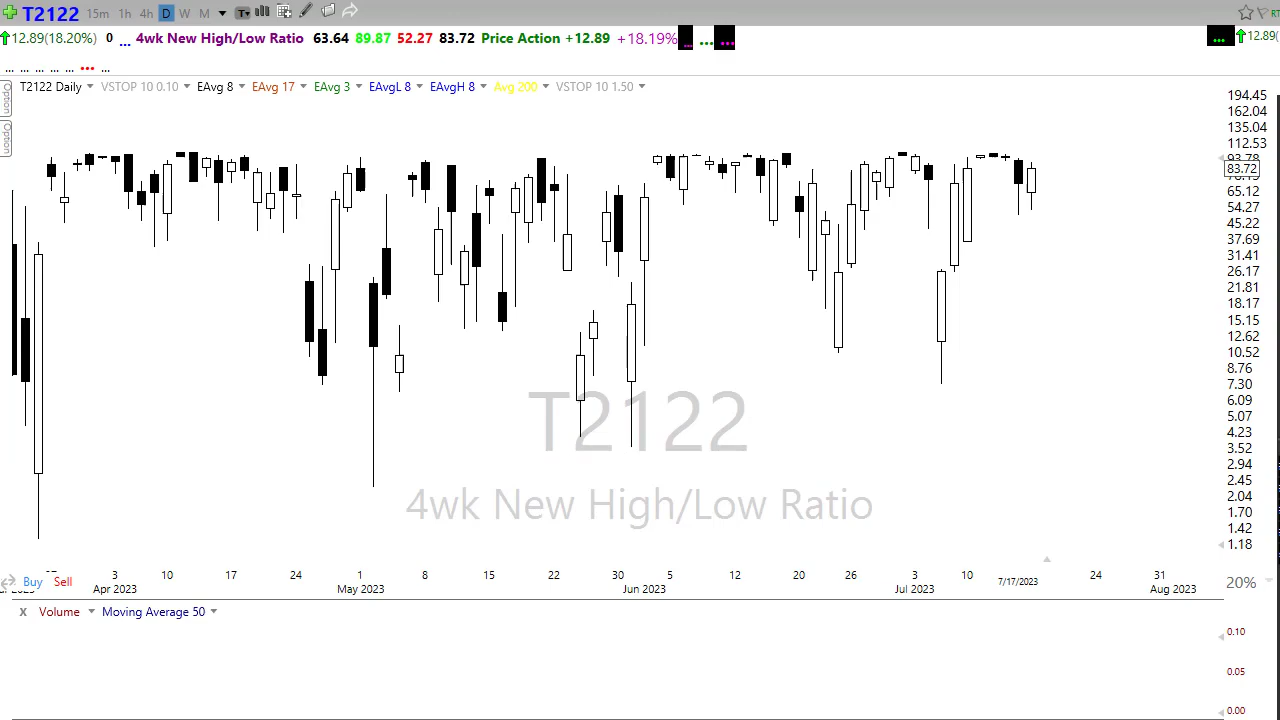 T2122 15m 1h 4h D W M T
12.89(18.20%) 0 ... 4wk New High/Low Ratio 63.64 89.87 52.27 83.72 Price Action +12.89 +18.19% ... ... ... ... 12.89(
... ... ... ... ... ... ...
Option
Option
T2122 Daily VSTOP 10 0.10 EAvg 8 EAvg 17 EAvg 3 EAvgL 8 EAvgH 8 Avg 200 VSTOP 10 1.50
194.45
162.04
135.04
112.53
93.78
83.72
65.12
54.27
45.22
37.69
31.41
26.17
21.81
18.17
15.15
12.62
10.52
8.76
7.30
6.09
5.07
4.23
3.52
2.94
2.45
2.04
1.70
1.42
1.18
T2122
4wk New High/Low Ratio
3 10 17 24 1 8 15 22 30 5 12 20 26 3 10 7/17/2023 24 31
Buy Sell
Apr 2023 May 2023 Jun 2023 Jul 2023 Aug 2023
20%
x Volume Moving Average 50
0.10
0.05
0.00